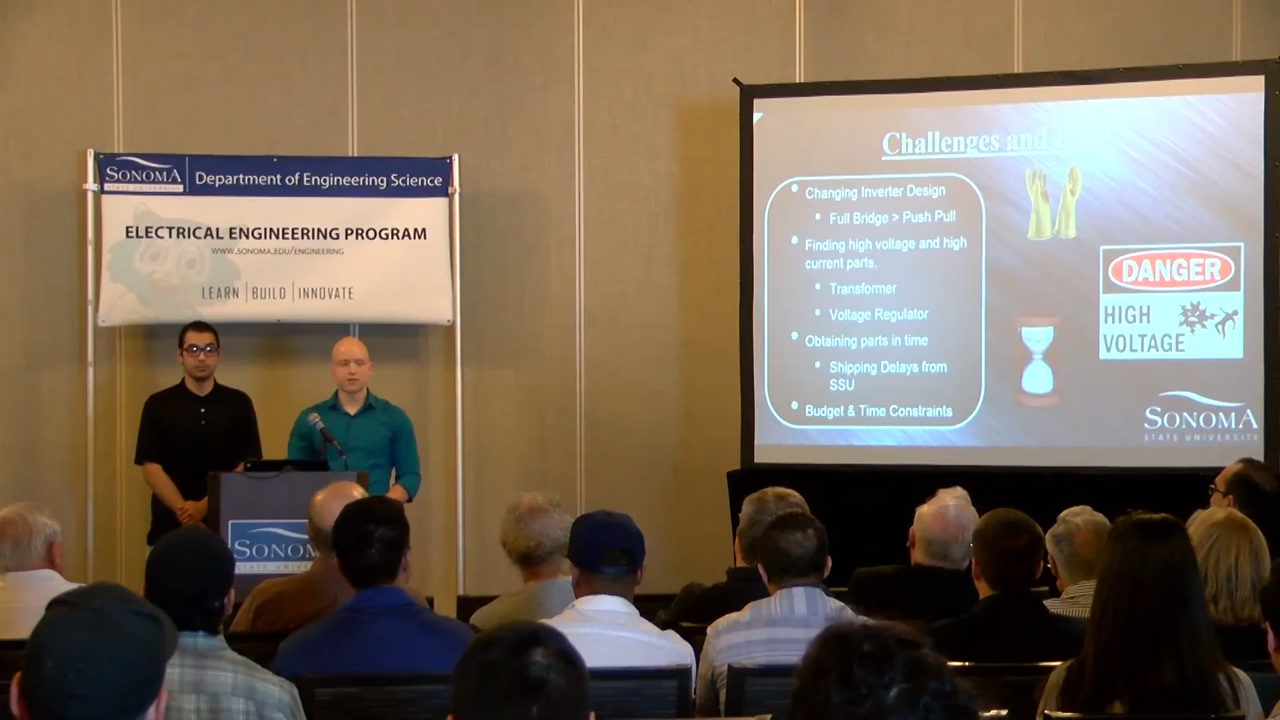 SONOMA
STATE UNIVERSITY
Department of Engineering Science
ELECTRICAL ENGINEERING PROGRAM
WWW.SONOMA.EDU/ENGINEERING
LEARN | BUILD | INNOVATE
SONOMA
STATE UNIVERSITY
Challenges and
• Changing Inverter Design
• Full Bridge > Push Pull
• Finding high voltage and high
current parts.
• Transformer
• Voltage Regulator
• Obtaining parts in time
• Shipping Delays from
SSU
• Budget & Time Constraints
DANGER
HIGH
VOLTAGE
SONOMA
STATE UNIVERSITY